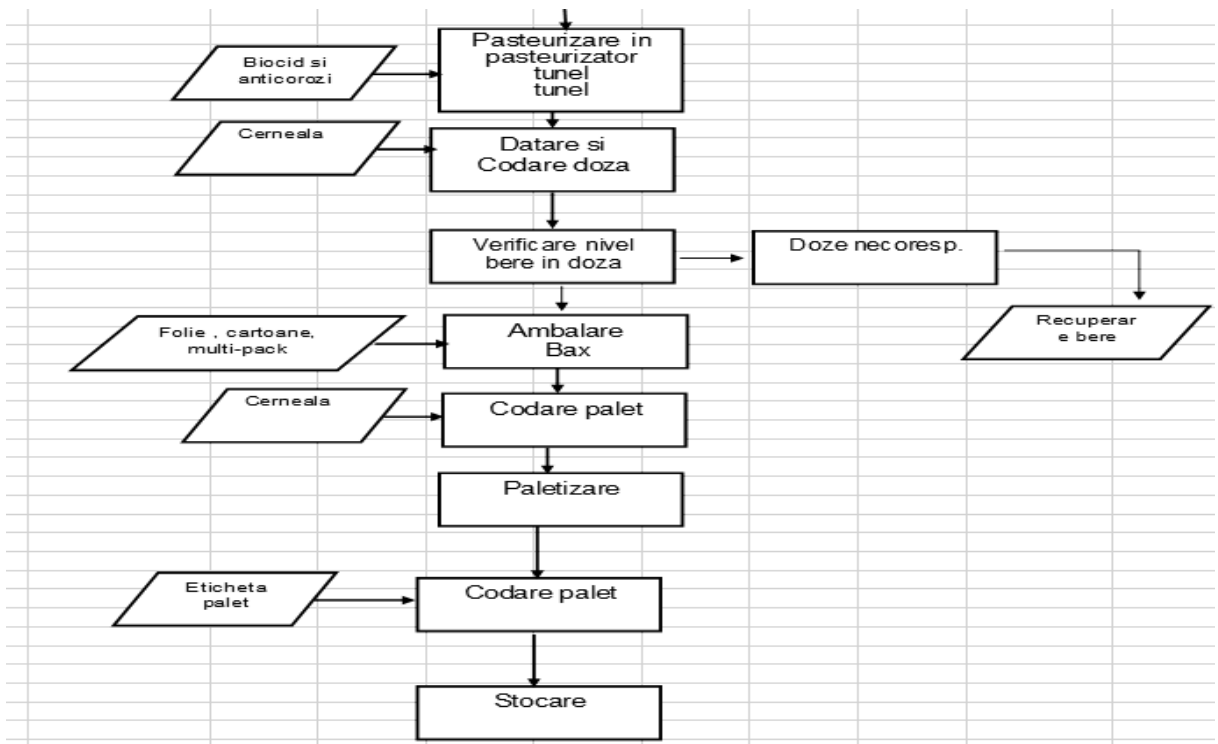 Pasteurizare in
pasteurizator
tunel
tunel
Biocid si
anticorozi
Cerneala
Datare si
Codare doza
Verificare nivel
bere in doza
Doze necoresp.
Recuperar
e bere
Folie , cartoane,
multi-pack
Ambalare
Bax
Cerneala
Codare palet
Paletizare
Eticheta
palet
Codare palet
Stocare